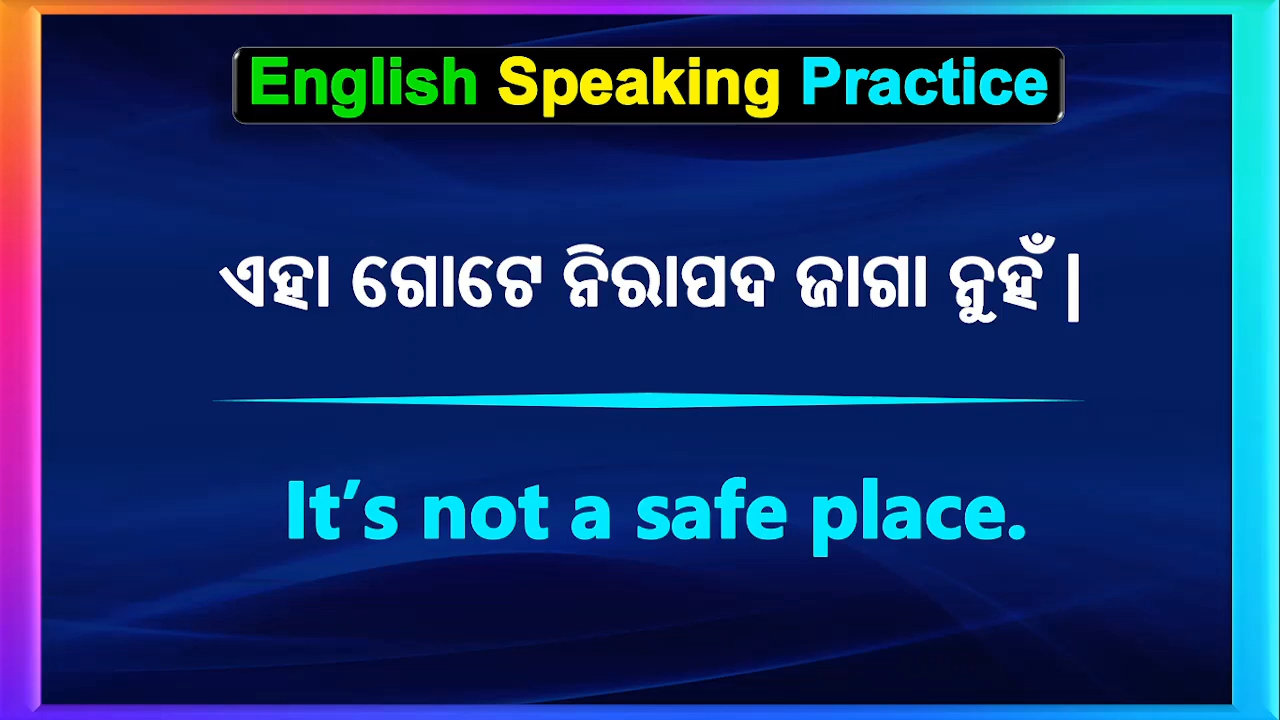 English Speaking Practice
ଏହା ଗୋଟେ ନିରାପଦ ଜାଗା ନୁହଁ |
It’s not a safe place.